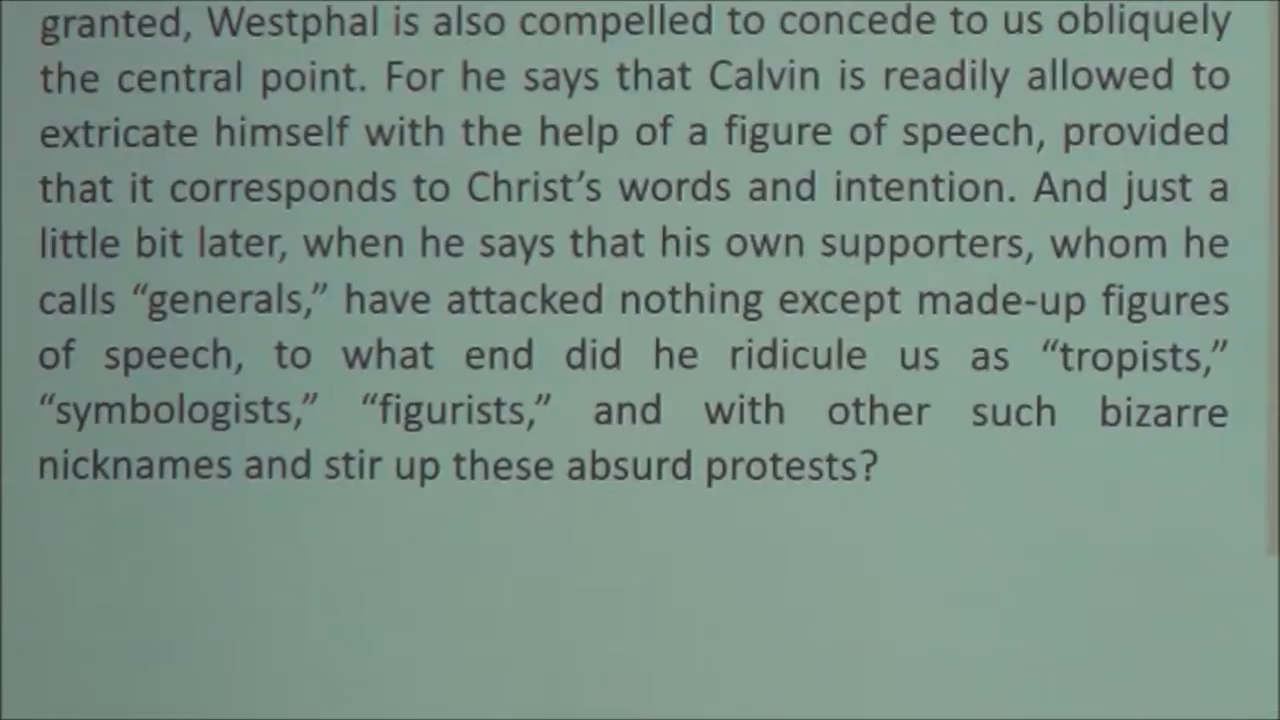 granted, Westphal is also compelled to concede to us obliquely
the central point. For he says that Calvin is readily allowed to
extricate himself with the help of a figure of speech, provided
that it corresponds to Christ’s words and intention. And just a
little bit later, when he says that his own supporters, whom he
calls “generals,” have attacked nothing except made-up figures
of speech, to what end did he ridicule us as “tropists,”
“symbologists,” “figurists,” and with other such bizarre
nicknames and stir up these absurd protests?